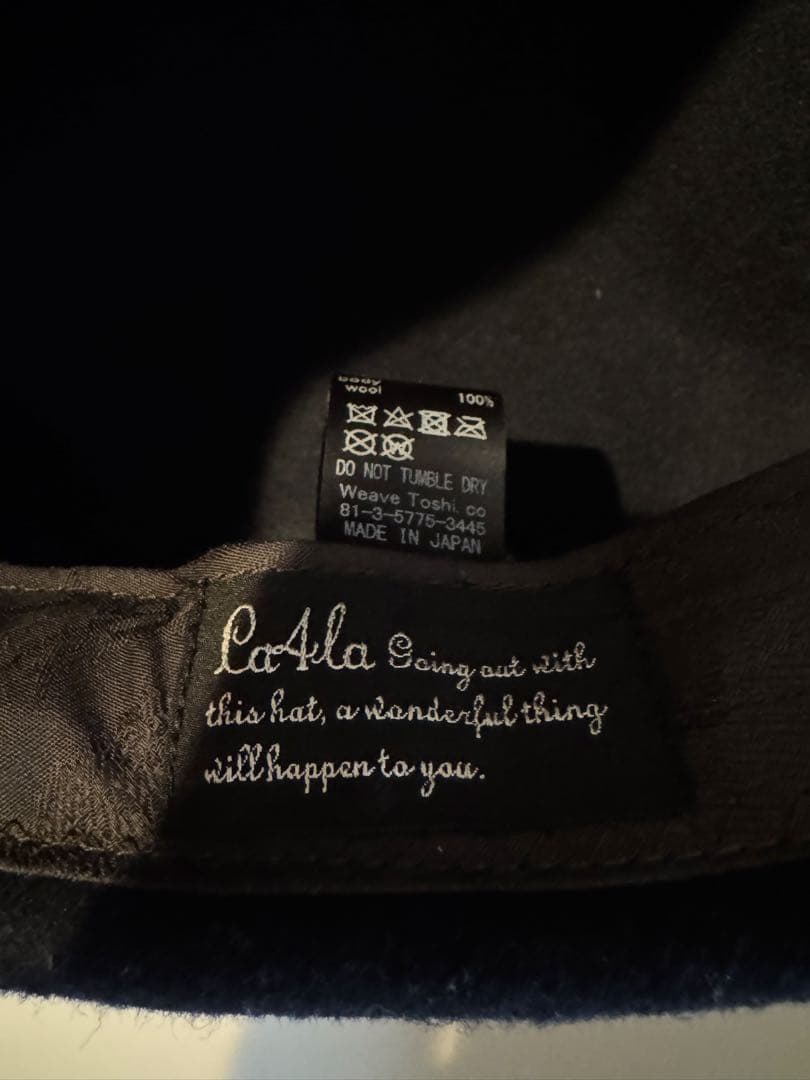 body
wool 100%
DO NOT TUMBLE DRY
Weave Toshi. co
81-3-5775-3445
MADE IN JAPAN
Ca4la Going out with
this hat, a wonderful thing
will happen to you.